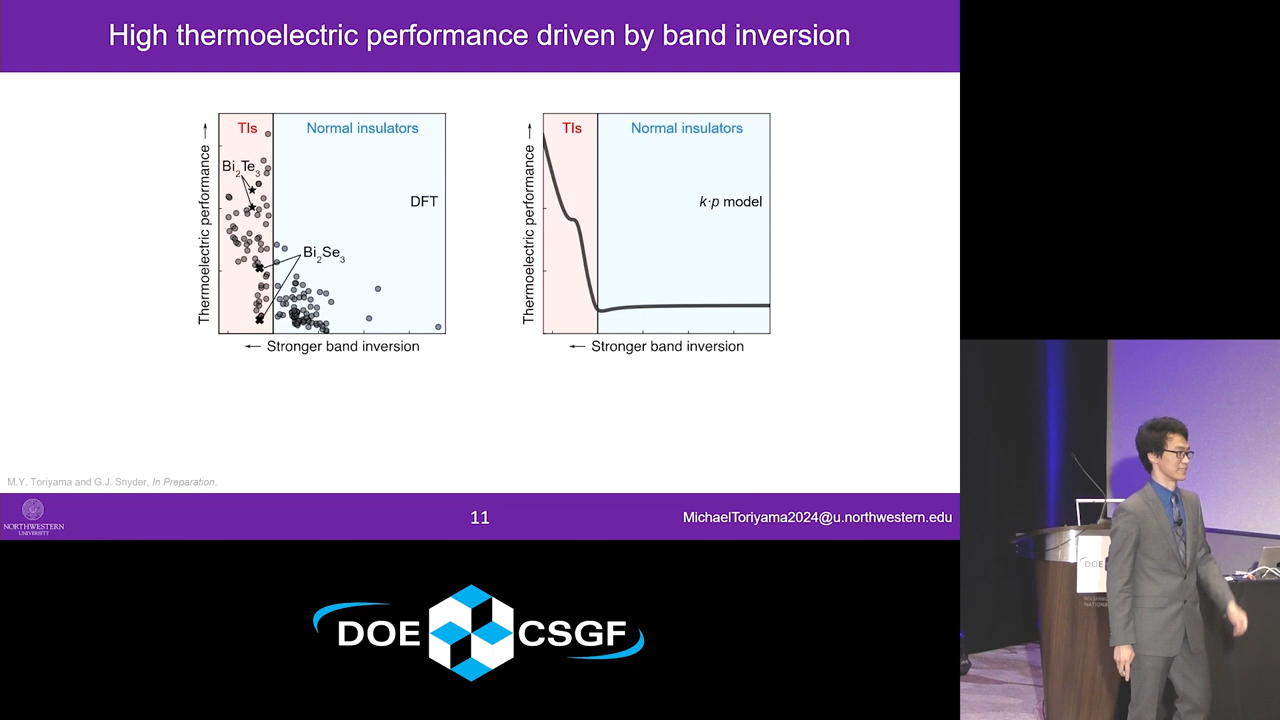 High thermoelectric performance driven by band inversion
TIs
Normal insulators
Bi2Te3
DFT
Bi2Se3
Thermoelectric performance
Stronger band inversion
TIs
Normal insulators
k·p model
Thermoelectric performance
Stronger band inversion
M.Y. Toriyama and G.J. Snyder, In Preparation.
NORTHWESTERN
UNIVERSITY
11
MichaelToriyama2024@u.northwestern.edu
DOE CSGF
DOE